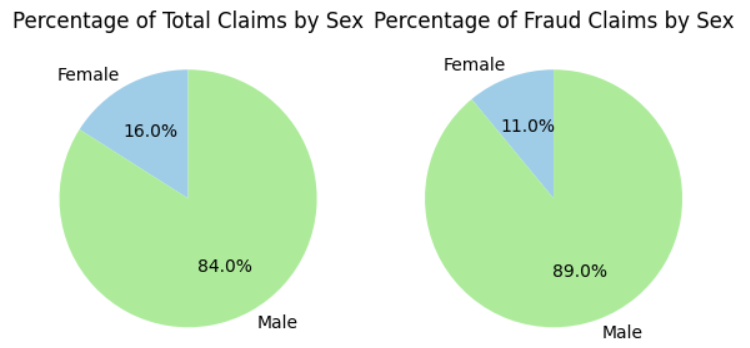 Percentage of Total Claims by Sex
Female
16.0%
84.0%
Male
Percentage of Fraud Claims by Sex
Female
11.0%
89.0%
Male